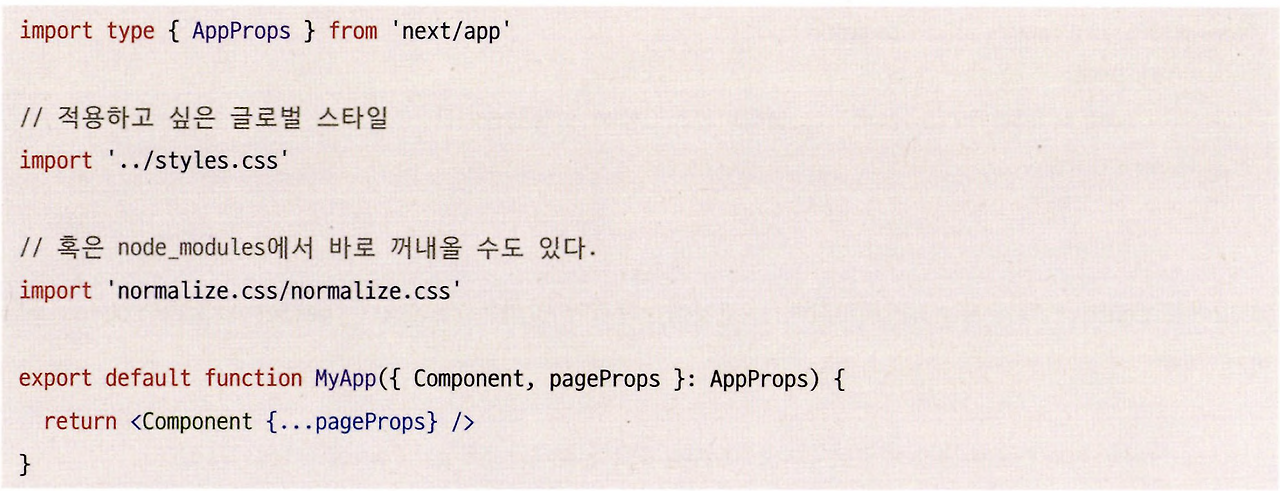 import type { AppProps } from 'next/app'
// 적용하고 싶은 글로벌 스타일
import '../styles.css'
// 혹은 node_modules에서 바로 꺼내올 수도 있다.
import 'normalize.css/normalize.css'
export default function MyApp({ Component, pageProps }: AppProps) {
  return <Component {...pageProps} />
}